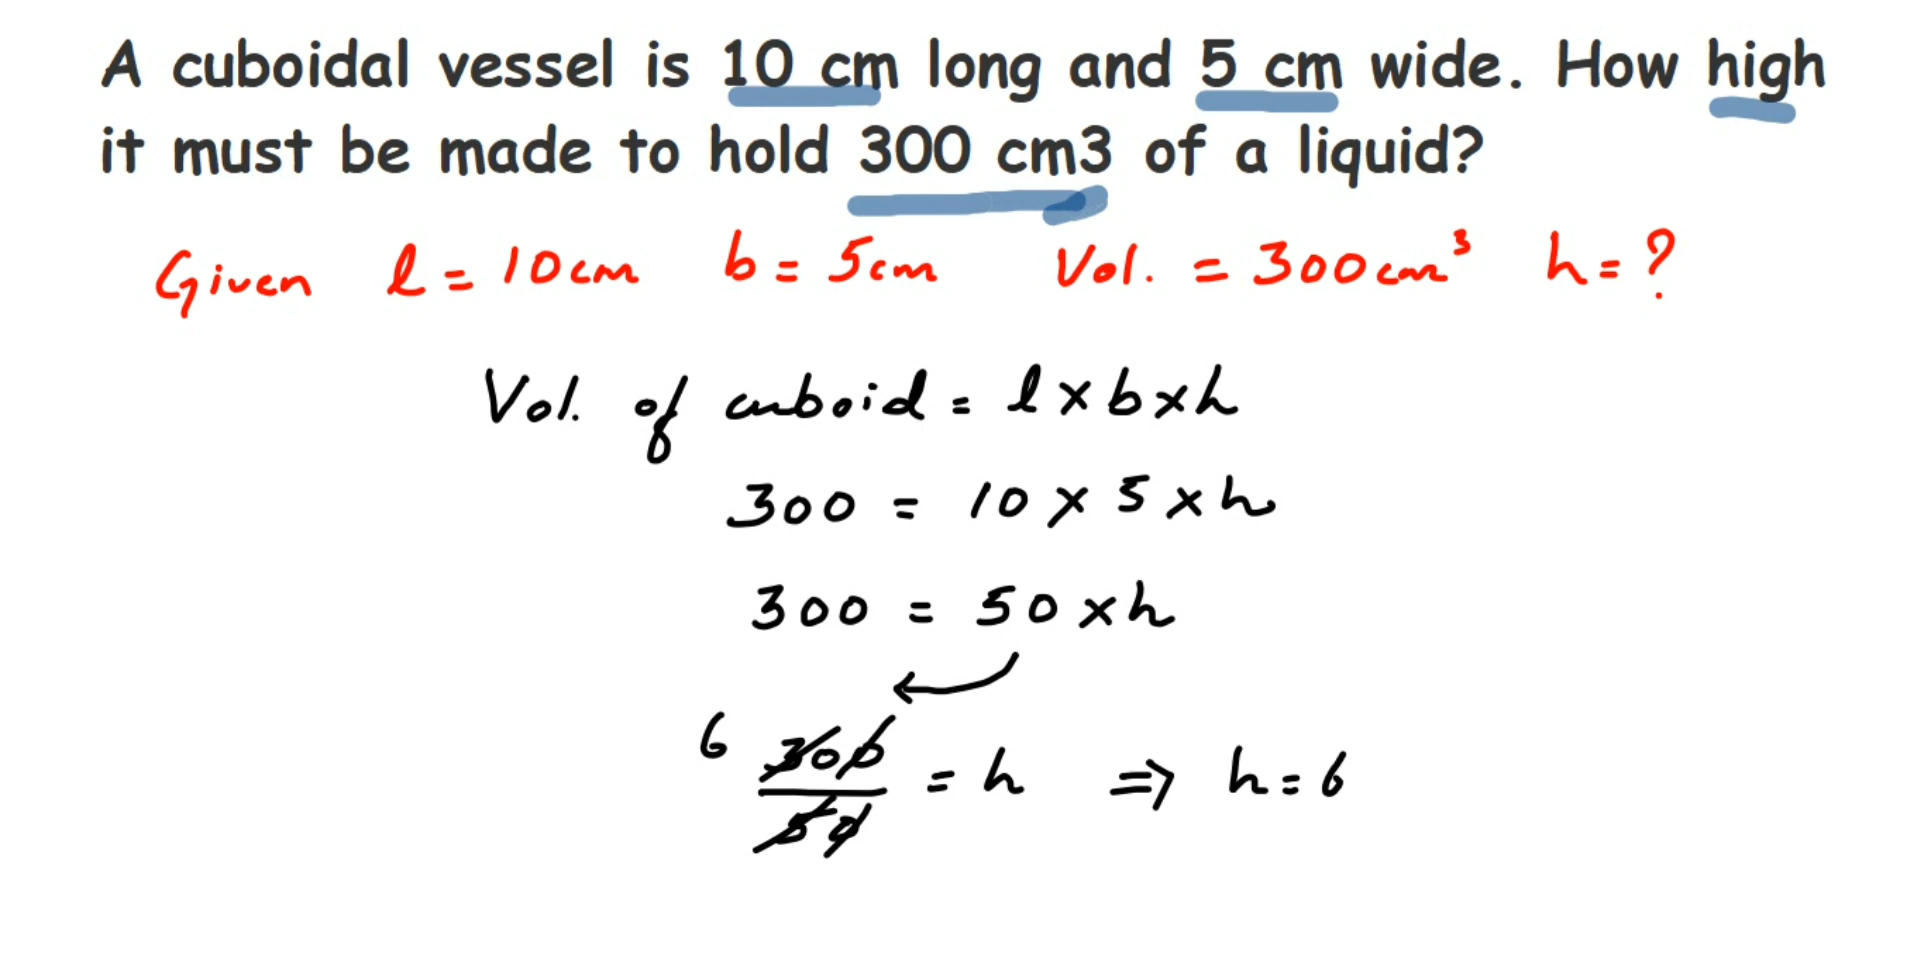 A cuboidal vessel is 10 cm long and 5 cm wide. How high
it must be made to hold 300 cm3 of a liquid?
Given l = 10cm b = 5cm Vol. = 300cm³ h = ?
Vol. of cuboid = l × b × h
300 = 10 × 5 × h
300 = 50 × h
6 300/50 = h ⇒ h = 6